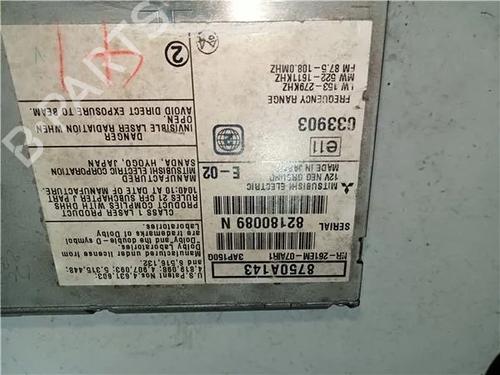 8750A143
3AP150G
U.S. Patent Nos. 4,631,603;
4,819,098; 4,907,093; 5,315,448;
and 6,516,132
Manufactured under license from
Dolby Laboratories. "Dolby" and
the double - D symbol
are trademarks of Dolby
Laboratories.
SERIAL 82180089 N
MITSUBISHI ELECTRIC
12V NEG GROUND
MADE IN JAPAN
E-02
CLASS 1 LASER PRODUCT
THIS PRODUCT COMPLIES WITH DHHS
RULES 21 CFR SUBCHAPTER J PART
1040:10 AT DATE OF MANUFACTURE.
MITSUBISHI ELECTRIC CORPORATION
SANDA, HYOGO, JAPAN
MANUFACTURED:
e11
033903
DANGER
INVISIBLE LASER RADIATION WHEN
OPEN.
AVOID DIRECT EXPOSURE TO BEAM.
FREQUENCY RANGE
LW 153-279KHZ
MW 522-1611KHZ
FM 87.5-108.0MHZ
2
B-PARTS